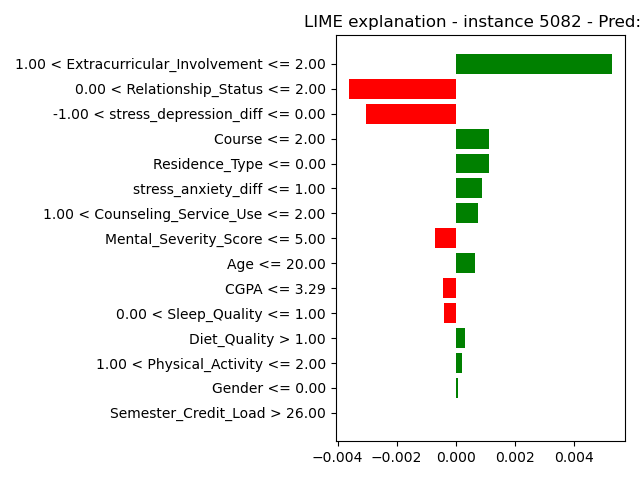 LIME explanation - instance 5082 - Pred:
1.00 < Extracurricular_Involvement <= 2.00
0.00 < Relationship_Status <= 2.00
-1.00 < stress_depression_diff <= 0.00
Course <= 2.00
Residence_Type <= 0.00
stress_anxiety_diff <= 1.00
1.00 < Counseling_Service_Use <= 2.00
Mental_Severity_Score <= 5.00
Age <= 20.00
CGPA <= 3.29
0.00 < Sleep_Quality <= 1.00
Diet_Quality > 1.00
1.00 < Physical_Activity <= 2.00
Gender <= 0.00
Semester_Credit_Load > 26.00
−0.004 −0.002 0.000 0.002 0.004